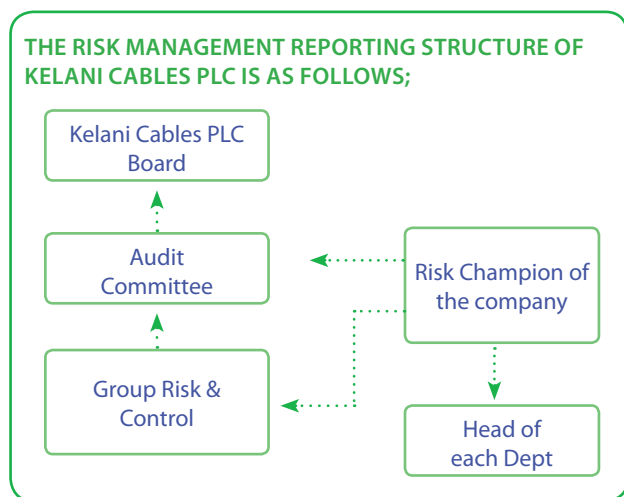 THE RISK MANAGEMENT REPORTING STRUCTURE OF
KELANI CABLES PLC IS AS FOLLOWS;
Kelani Cables PLC
Board
Audit
Committee
Risk Champion of
the company
Group Risk &
Control
Head of
each Dept